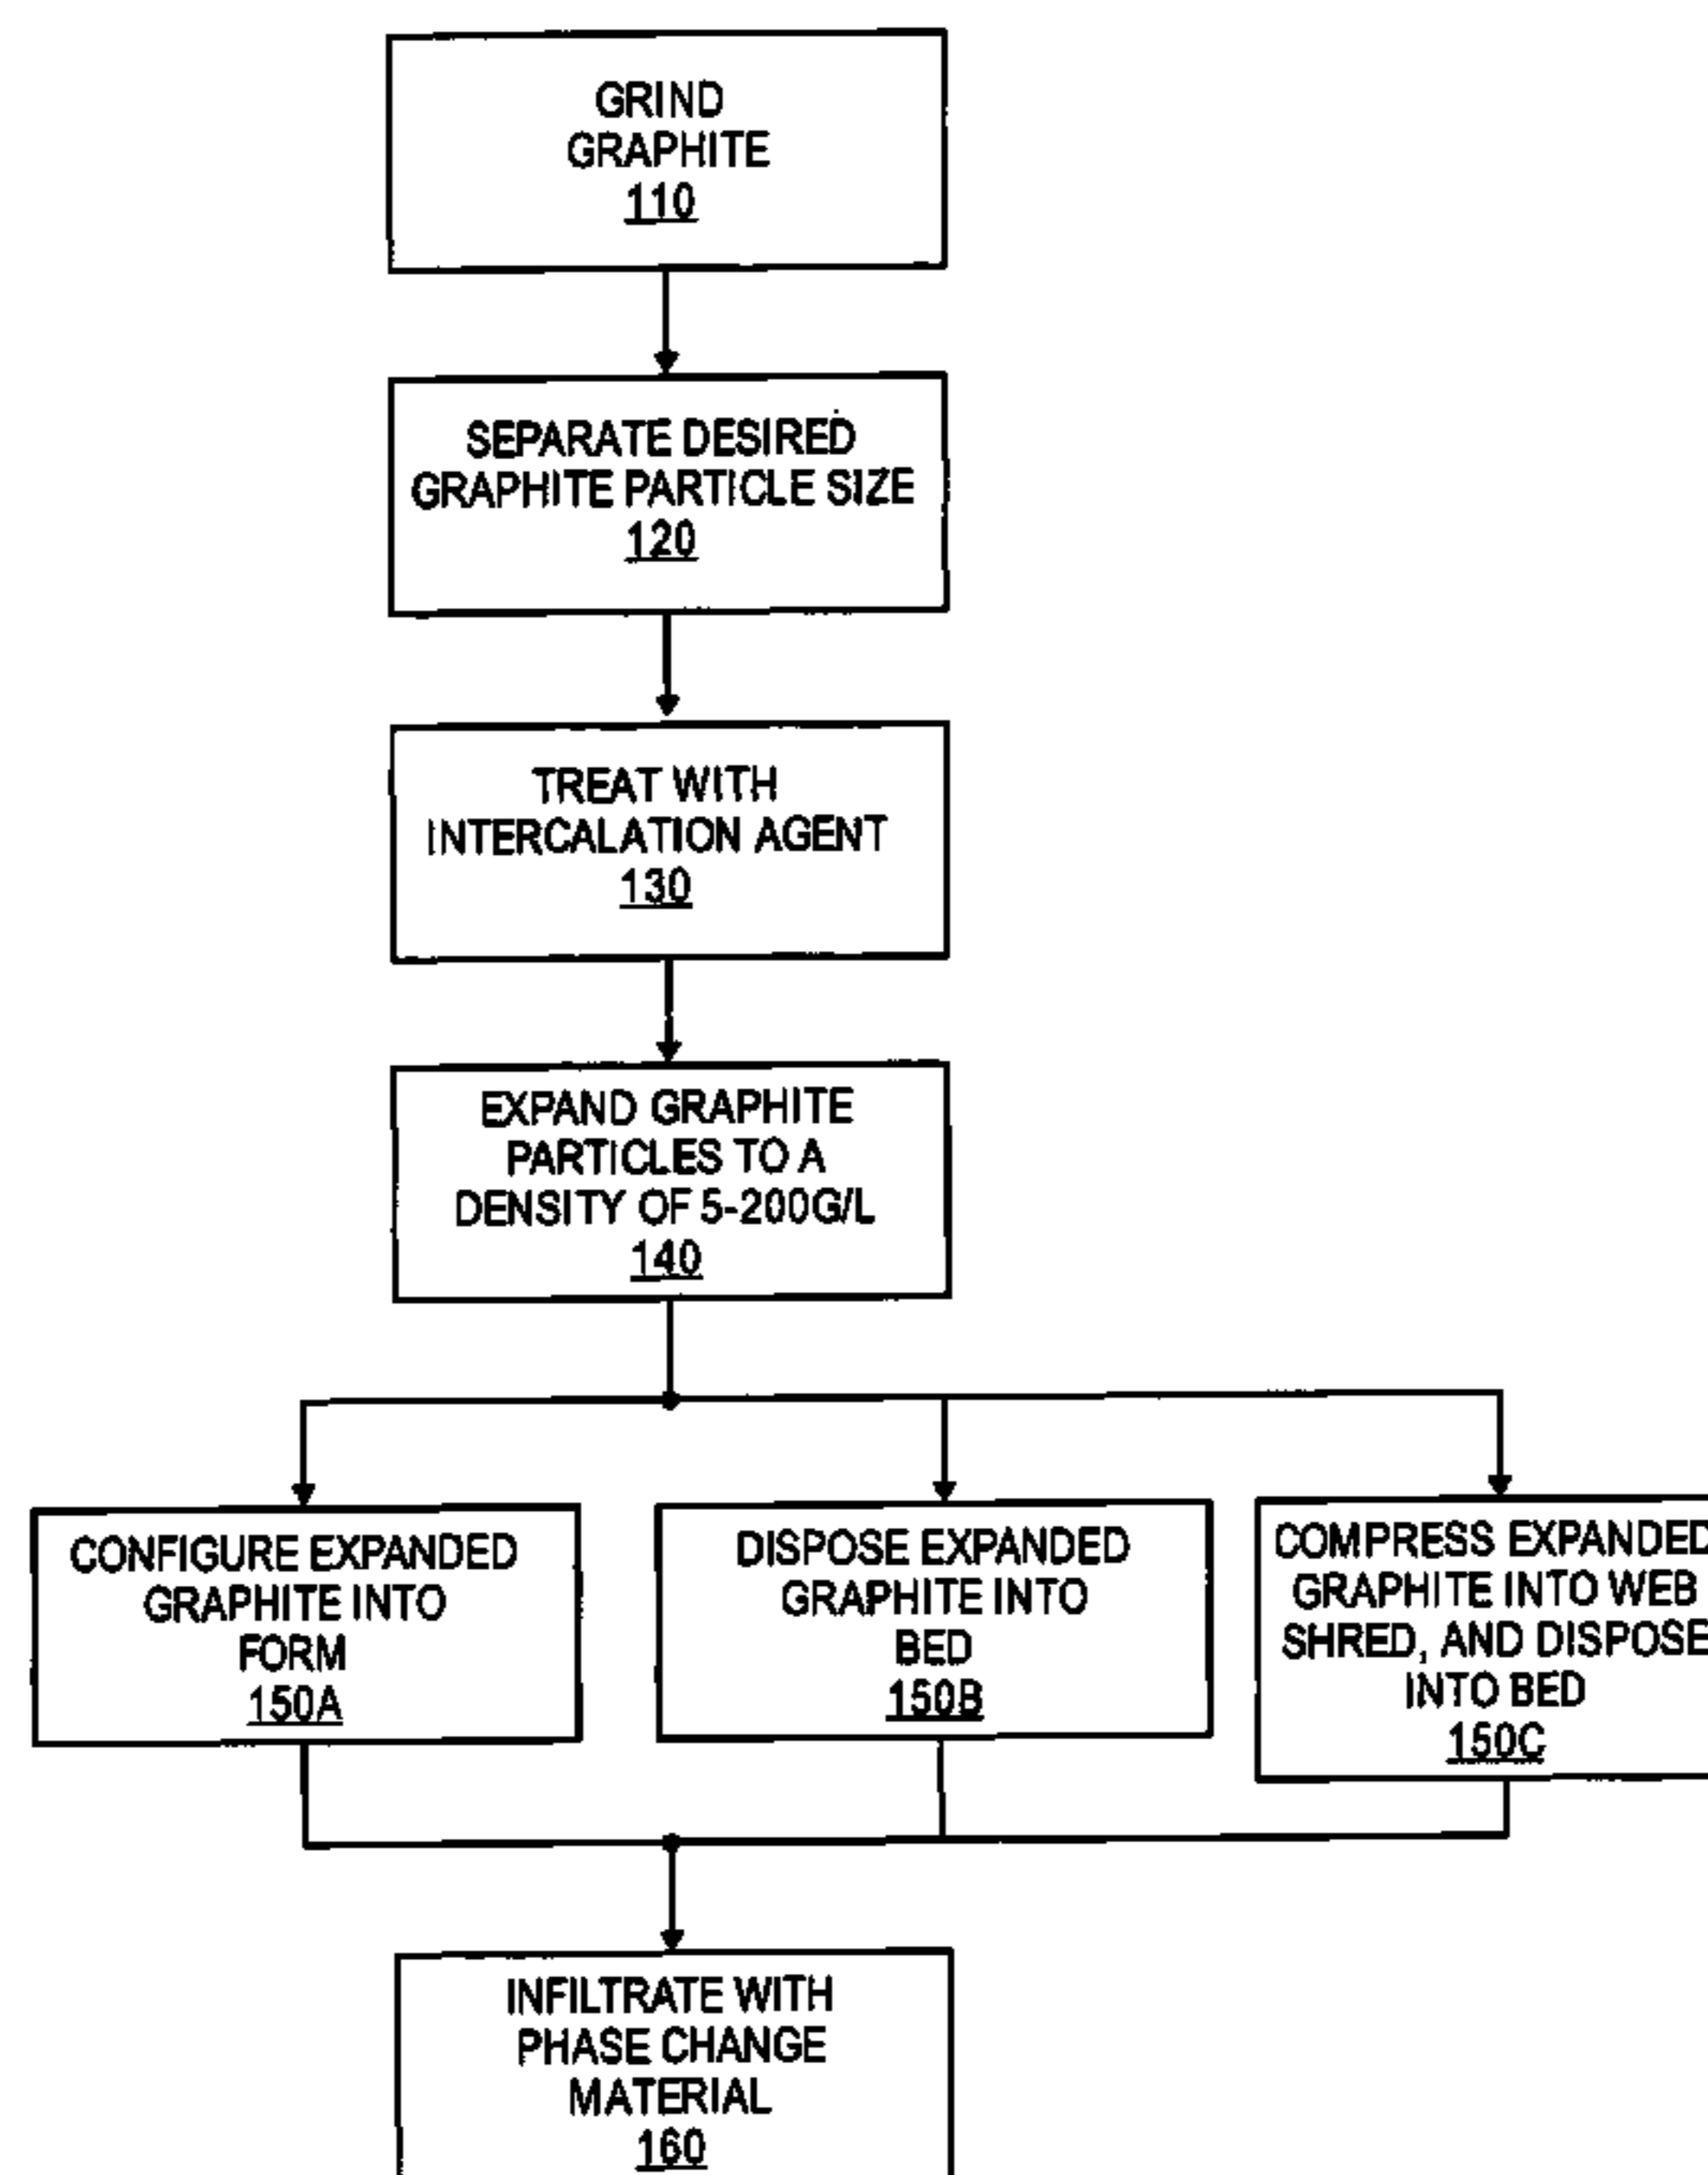 GRIND
GRAPHITE
110
SEPARATE DESIRED
GRAPHITE PARTICLE SIZE
120
TREAT WITH
INTERCALATION AGENT
130
EXPAND GRAPHITE
PARTICLES TO A
DENSITY OF 5-200G/L
140
CONFIGURE EXPANDED
GRAPHITE INTO
FORM
150A
DISPOSE EXPANDED
GRAPHITE INTO
BED
150B
COMPRESS EXPANDED
GRAPHITE INTO WEB
SHRED, AND DISPOSE
INTO BED
150C
INFILTRATE WITH
PHASE CHANGE
MATERIAL
160